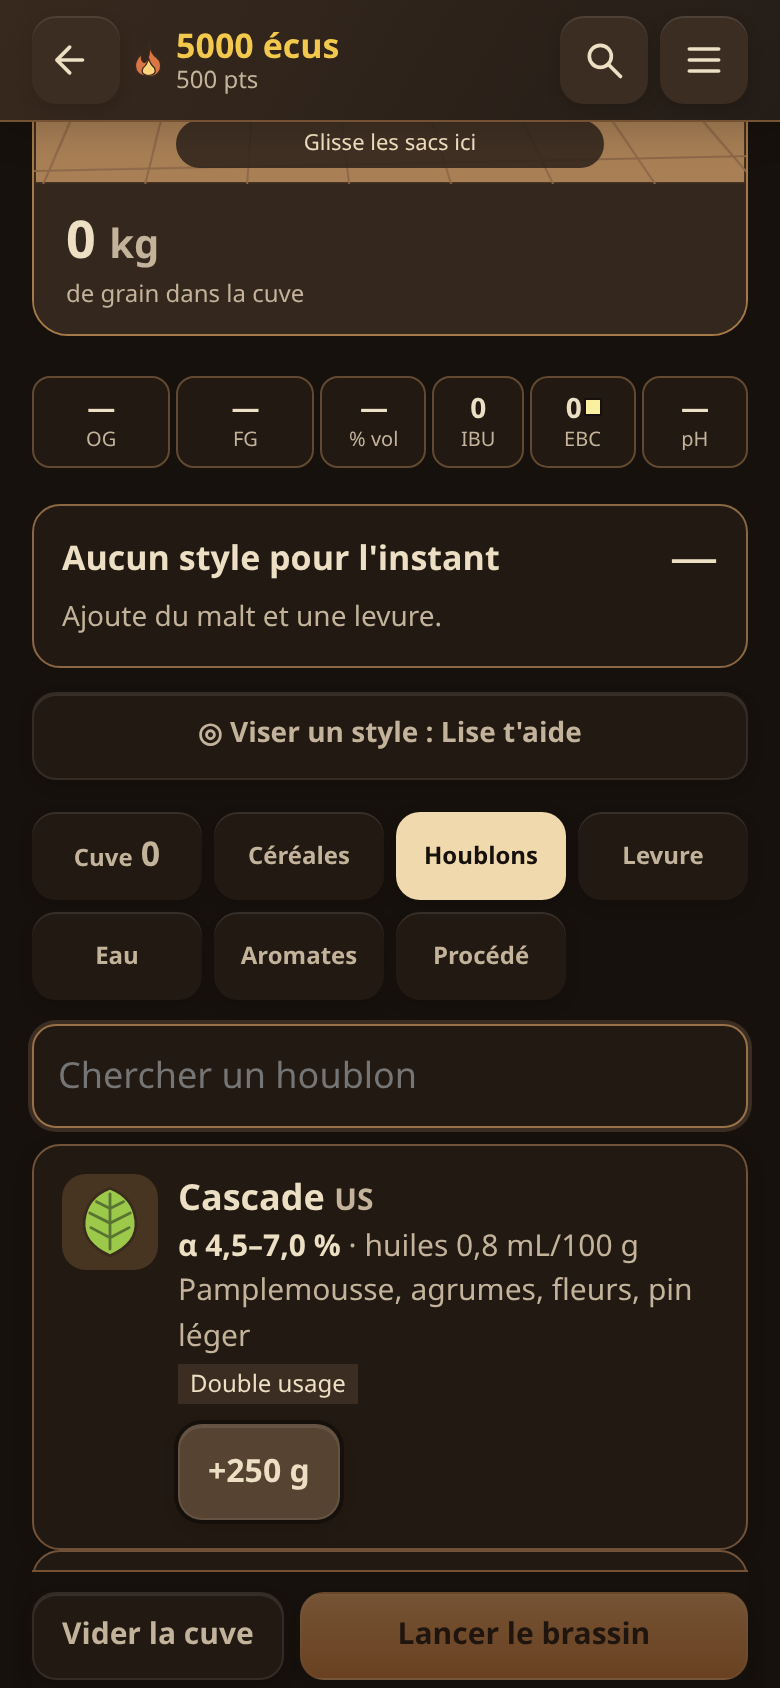 5000 écus
500 pts
Glisse les sacs ici
0 kg
de grain dans la cuve
— — — 0 0 —
OG FG % vol IBU EBC pH
Aucun style pour l'instant —
Ajoute du malt et une levure.
◎ Viser un style : Lise t'aide
Cuve 0 Céréales Houblons Levure
Eau Aromates Procédé
Chercher un houblon
Cascade US
α 4,5–7,0 % · huiles 0,8 mL/100 g
Pamplemousse, agrumes, fleurs, pin
léger
Double usage
+250 g
Vider la cuve Lancer le brassin